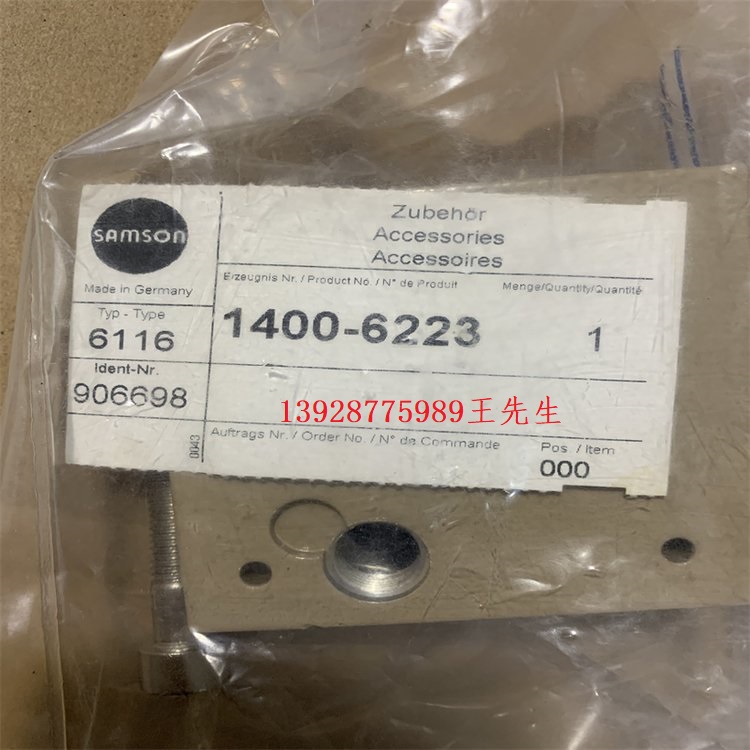 SAMSON
Made in Germany
Zubehör
Accessories
Accessoires
Typ - Type
6116
Erzeugnis Nr. / Product No. / N° de Produit
Menge/Quantity/Quantité
1400-6223
1
Ident-Nr.
906698
13928775989王先生
0043
Auftrags Nr. / Order No. / N° de Commande
Pos. / Item
000